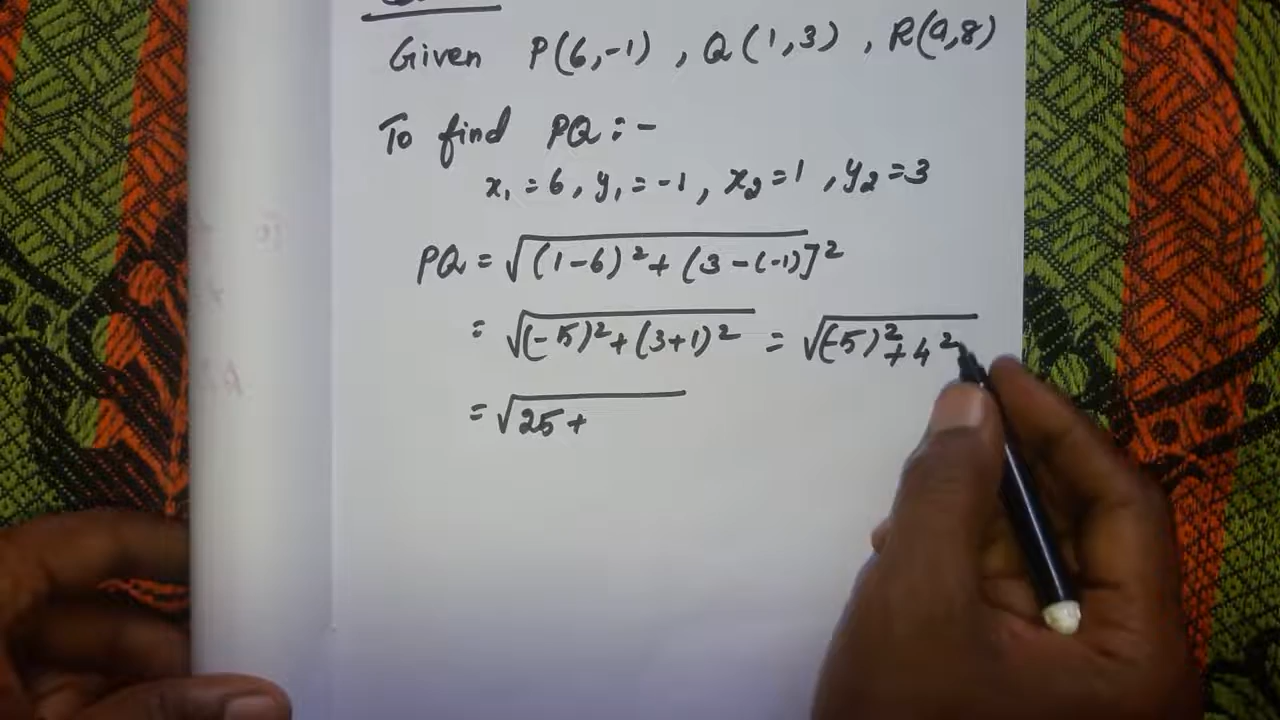 Given P(6,-1) , Q(1,3) , R(a,8)
To find PQ :-
x₁ = 6, y₁ = -1, x₂ = 1, y₂ = 3
PQ = √(1-6)² + (3-(-1)]²
= √(-5)² + (3+1)² = √(-5)² + 4²
= √25 +